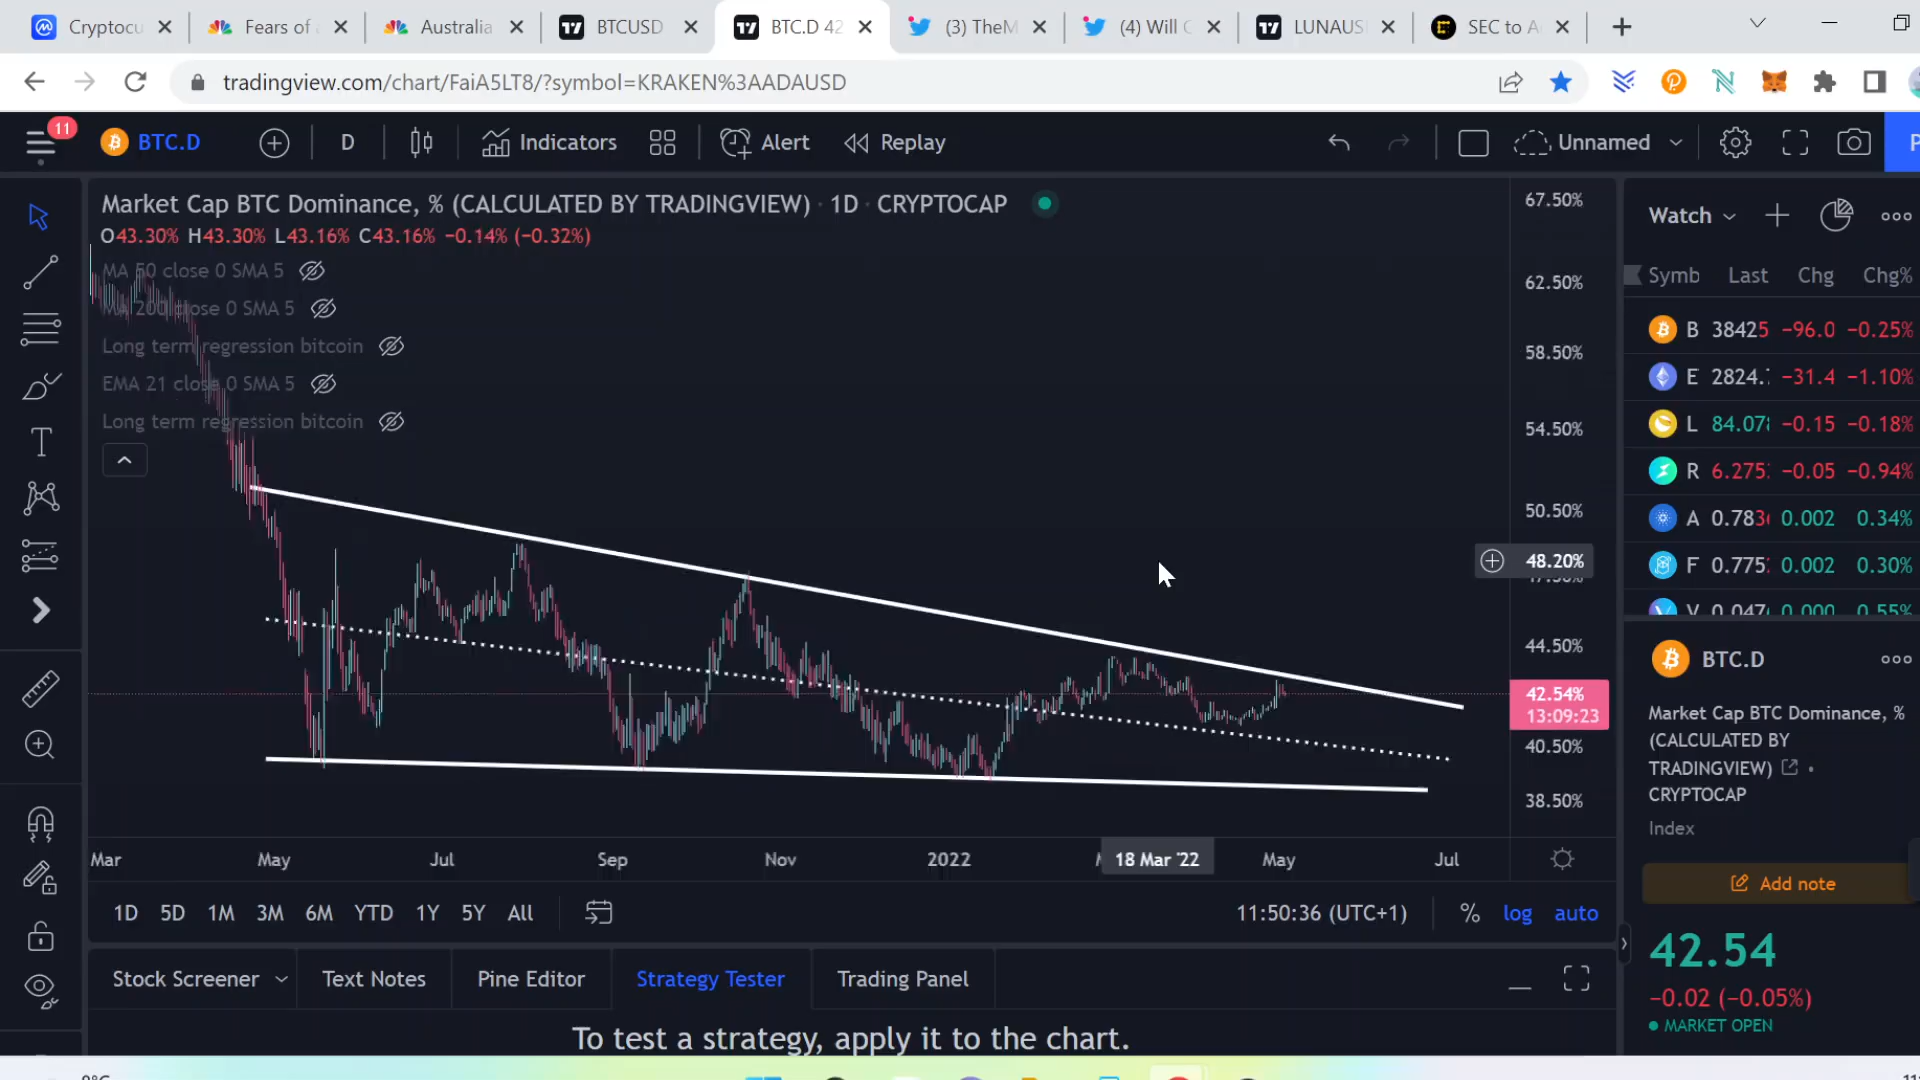 Cryptocu
Fears of
Australia
BTCUSD
BTC.D 42
(3) TheM
(4) Will
LUNAUS
SEC to A
tradingview.com/chart/FaiA5LT8/?symbol=KRAKEN%3AADAUSD
11
BTC.D
D
Indicators
Alert
Replay
Unnamed
P
Market Cap BTC Dominance, % (CALCULATED BY TRADINGVIEW) · 1D · CRYPTOCAP
O43.30% H43.30% L43.16% C43.16% −0.14% (−0.32%)
MA 50 close 0 SMA 5
MA 200 close 0 SMA 5
Long term regression bitcoin
EMA 21 close 0 SMA 5
Long term regression bitcoin
67.50%
62.50%
58.50%
54.50%
50.50%
48.20%
44.50%
42.54%
13:09:23
40.50%
38.50%
Mar May Jul Sep Nov 2022 18 Mar '22 May Jul
1D 5D 1M 3M 6M YTD 1Y 5Y All
11:50:36 (UTC+1) % log auto
Stock Screener Text Notes Pine Editor Strategy Tester Trading Panel
To test a strategy, apply it to the chart.
Watch
Symb Last Chg Chg%
B 38425 −96.0 −0.25%
E 2824. −31.4 −1.10%
L 84.078 −0.15 −0.18%
R 6.275 −0.05 −0.94%
A 0.783 0.002 0.34%
F 0.775 0.002 0.30%
V 0.047 0.000 0.55%
BTC.D
Market Cap BTC Dominance, %
(CALCULATED BY
TRADINGVIEW)
CRYPTOCAP
Index
Add note
42.54
−0.02 (−0.05%)
MARKET OPEN